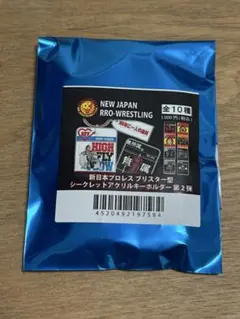 NEW JAPAN
RRO-WRESTLING
全10種
HIGH
FLY
新日本プロレス ブリスター型
シークレットアクリルキーホルダー 第2弾
4520492197594